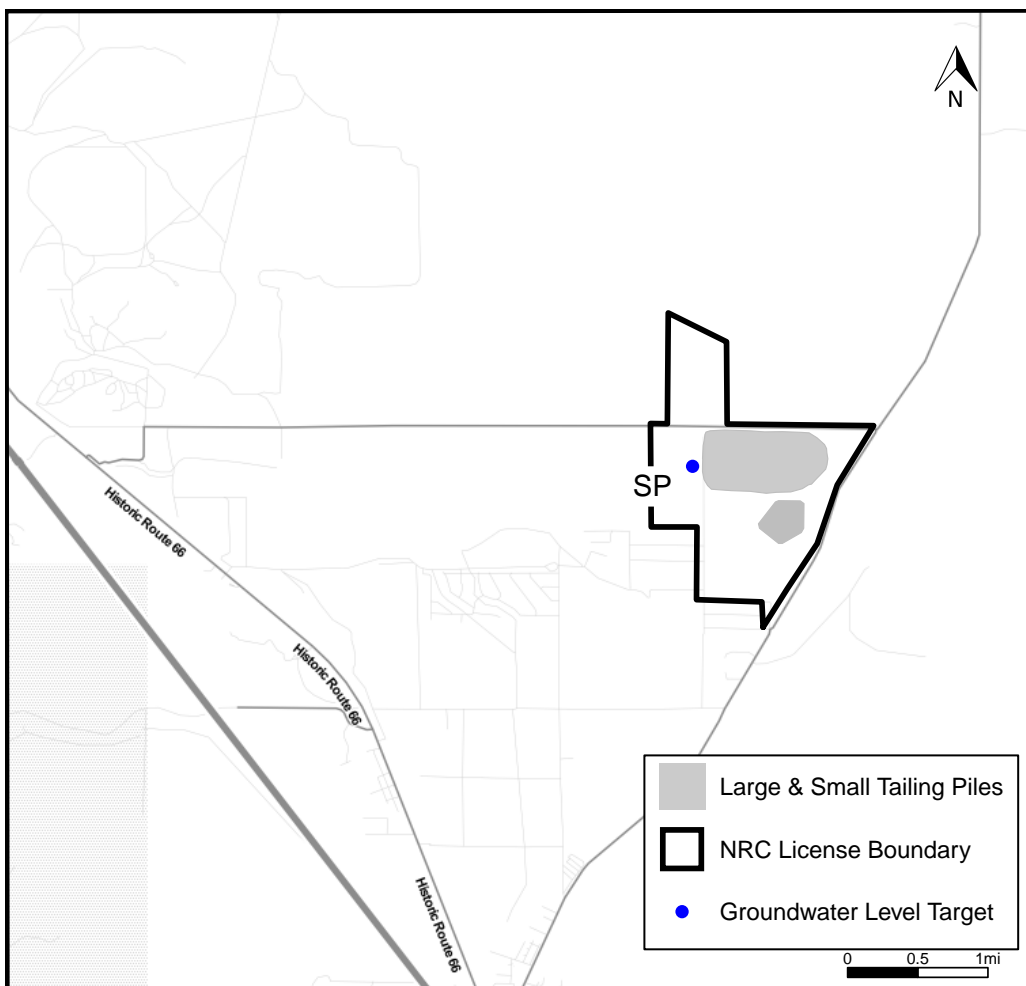 N
SP
Historic Route 66
Historic Route 66
Historic Route 66
Large & Small Tailing Piles
NRC License Boundary
Groundwater Level Target
0 0.5 1mi